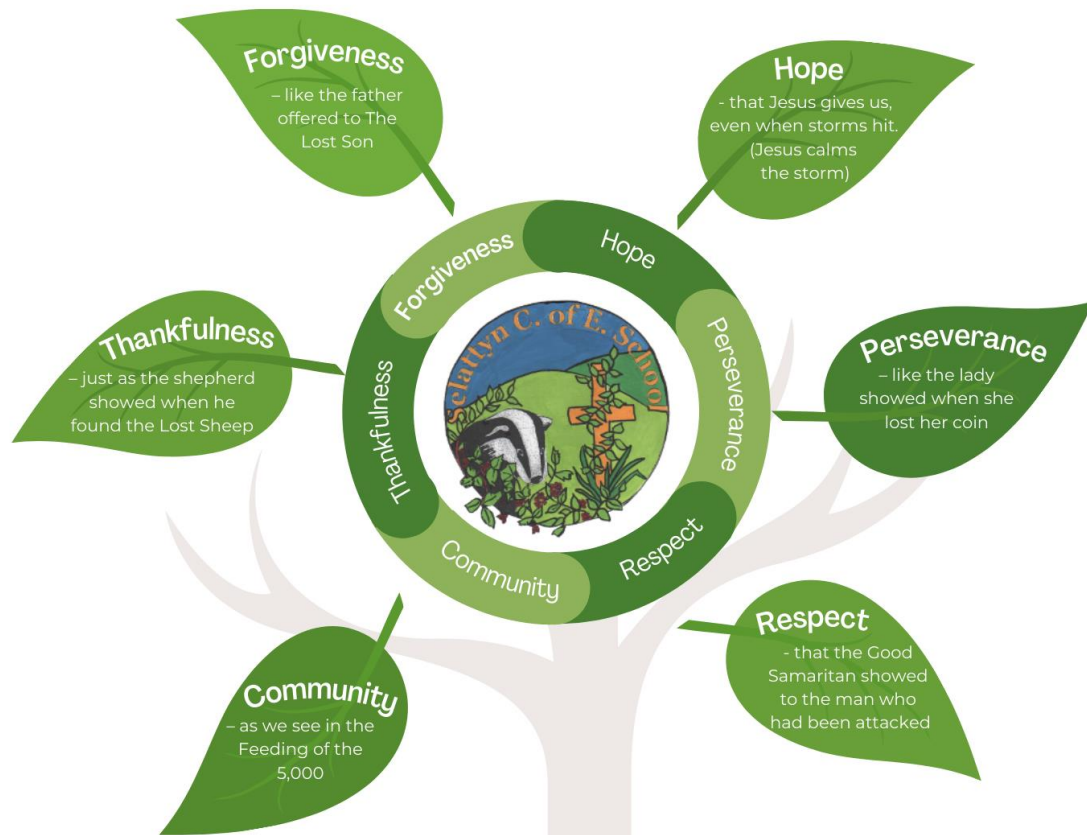 Forgiveness
– like the father
offered to The
Lost Son
Hope
- that Jesus gives us,
even when storms hit.
(Jesus calms
the storm)
Thankfulness
– just as the shepherd
showed when he
found the Lost Sheep
Perseverance
– like the lady
showed when she
lost her coin
Community
– as we see in the
Feeding of the
5,000
Respect
- that the Good
Samaritan showed
to the man who
had been attacked
Forgiveness
Hope
Perseverance
Respect
Community
Thankfulness
Selattyn C. of E. School